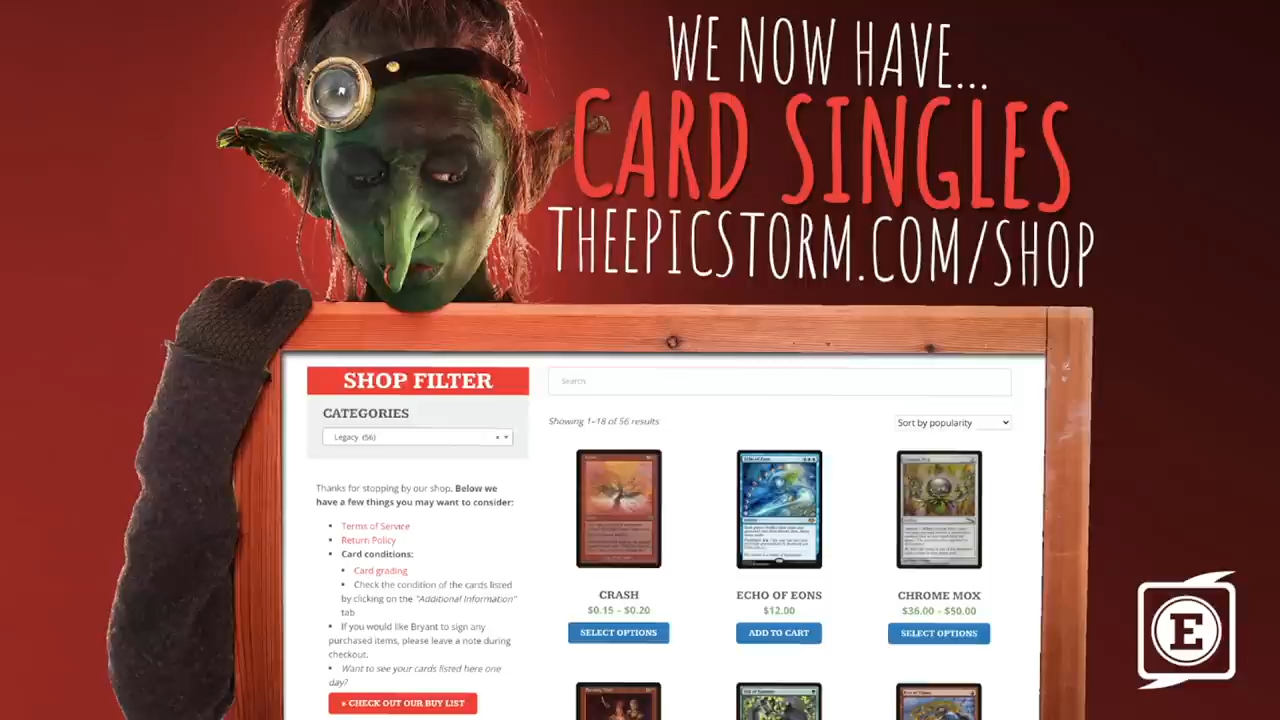 WE NOW HAVE...
CARD SINGLES
THEEPICSTORM.COM/SHOP
SHOP FILTER
CATEGORIES
Legacy (56)
Thanks for stopping by our shop. Below we
have a few things you may want to consider:
Terms of Service
Return Policy
Card conditions:
Card grading
Check the condition of the cards listed
by clicking on the "Additional Information"
tab
If you would like Bryant to sign any
purchased items, please leave a note during
checkout.
Want to see your cards listed here one
day?
» CHECK OUT OUR BUY LIST
Search
Showing 1–18 of 56 results
Sort by popularity
CRASH
$0.15 – $0.20
SELECT OPTIONS
Echo of Eons
ECHO OF EONS
$12.00
ADD TO CART
Chrome Mox
CHROME MOX
$36.00 – $50.00
SELECT OPTIONS
E